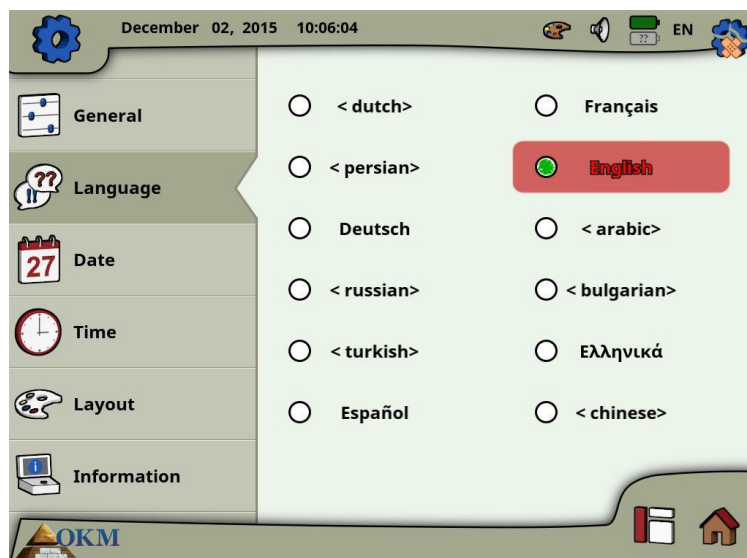 December 02, 2015 10:06:04
?? EN
General
?? !! Language
27 Date
Time
Layout
i Information
< dutch>
Français
< persian>
English
Deutsch
< arabic>
< russian>
< bulgarian>
< turkish>
Ελληνικά
Español
< chinese>
OKM